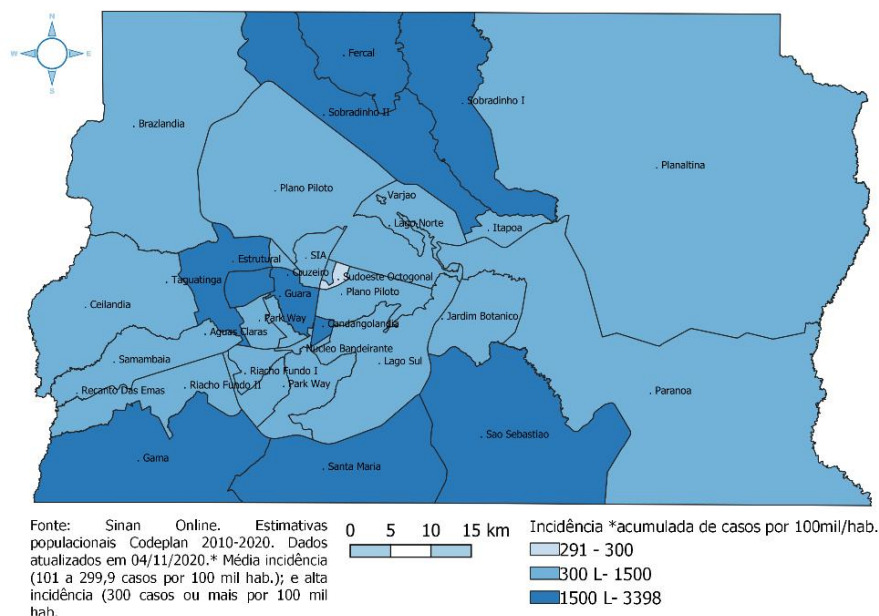 N
W E
S
Fercal
Sobradinho I
Sobradinho II
Brazlandia
Planaltina
Plano Piloto
Varjao
Lago Norte
Itapoa
SIA
Estrutural
Cruzeiro
Sudoeste Octogonal
Taguatinga
Guara
Plano Piloto
Ceilandia
Park Way
Candangolandia
Jardim Botanico
Aguas Claras
Nucleo Bandeirante
Samambaia
Lago Sul
Riacho Fundo I
Recanto Das Emas
Riacho Fundo II
Park Way
Paranoa
Sao Sebastiao
Gama
Santa Maria
Fonte: Sinan Online. Estimativas
populacionais Codeplan 2010-2020. Dados
atualizados em 04/11/2020.* Média incidência
(101 a 299,9 casos por 100 mil hab.); e alta
incidência (300 casos ou mais por 100 mil
hab.
0 5 10 15 km
Incidência *acumulada de casos por 100mil/hab.
291 - 300
300 L- 1500
1500 L- 3398